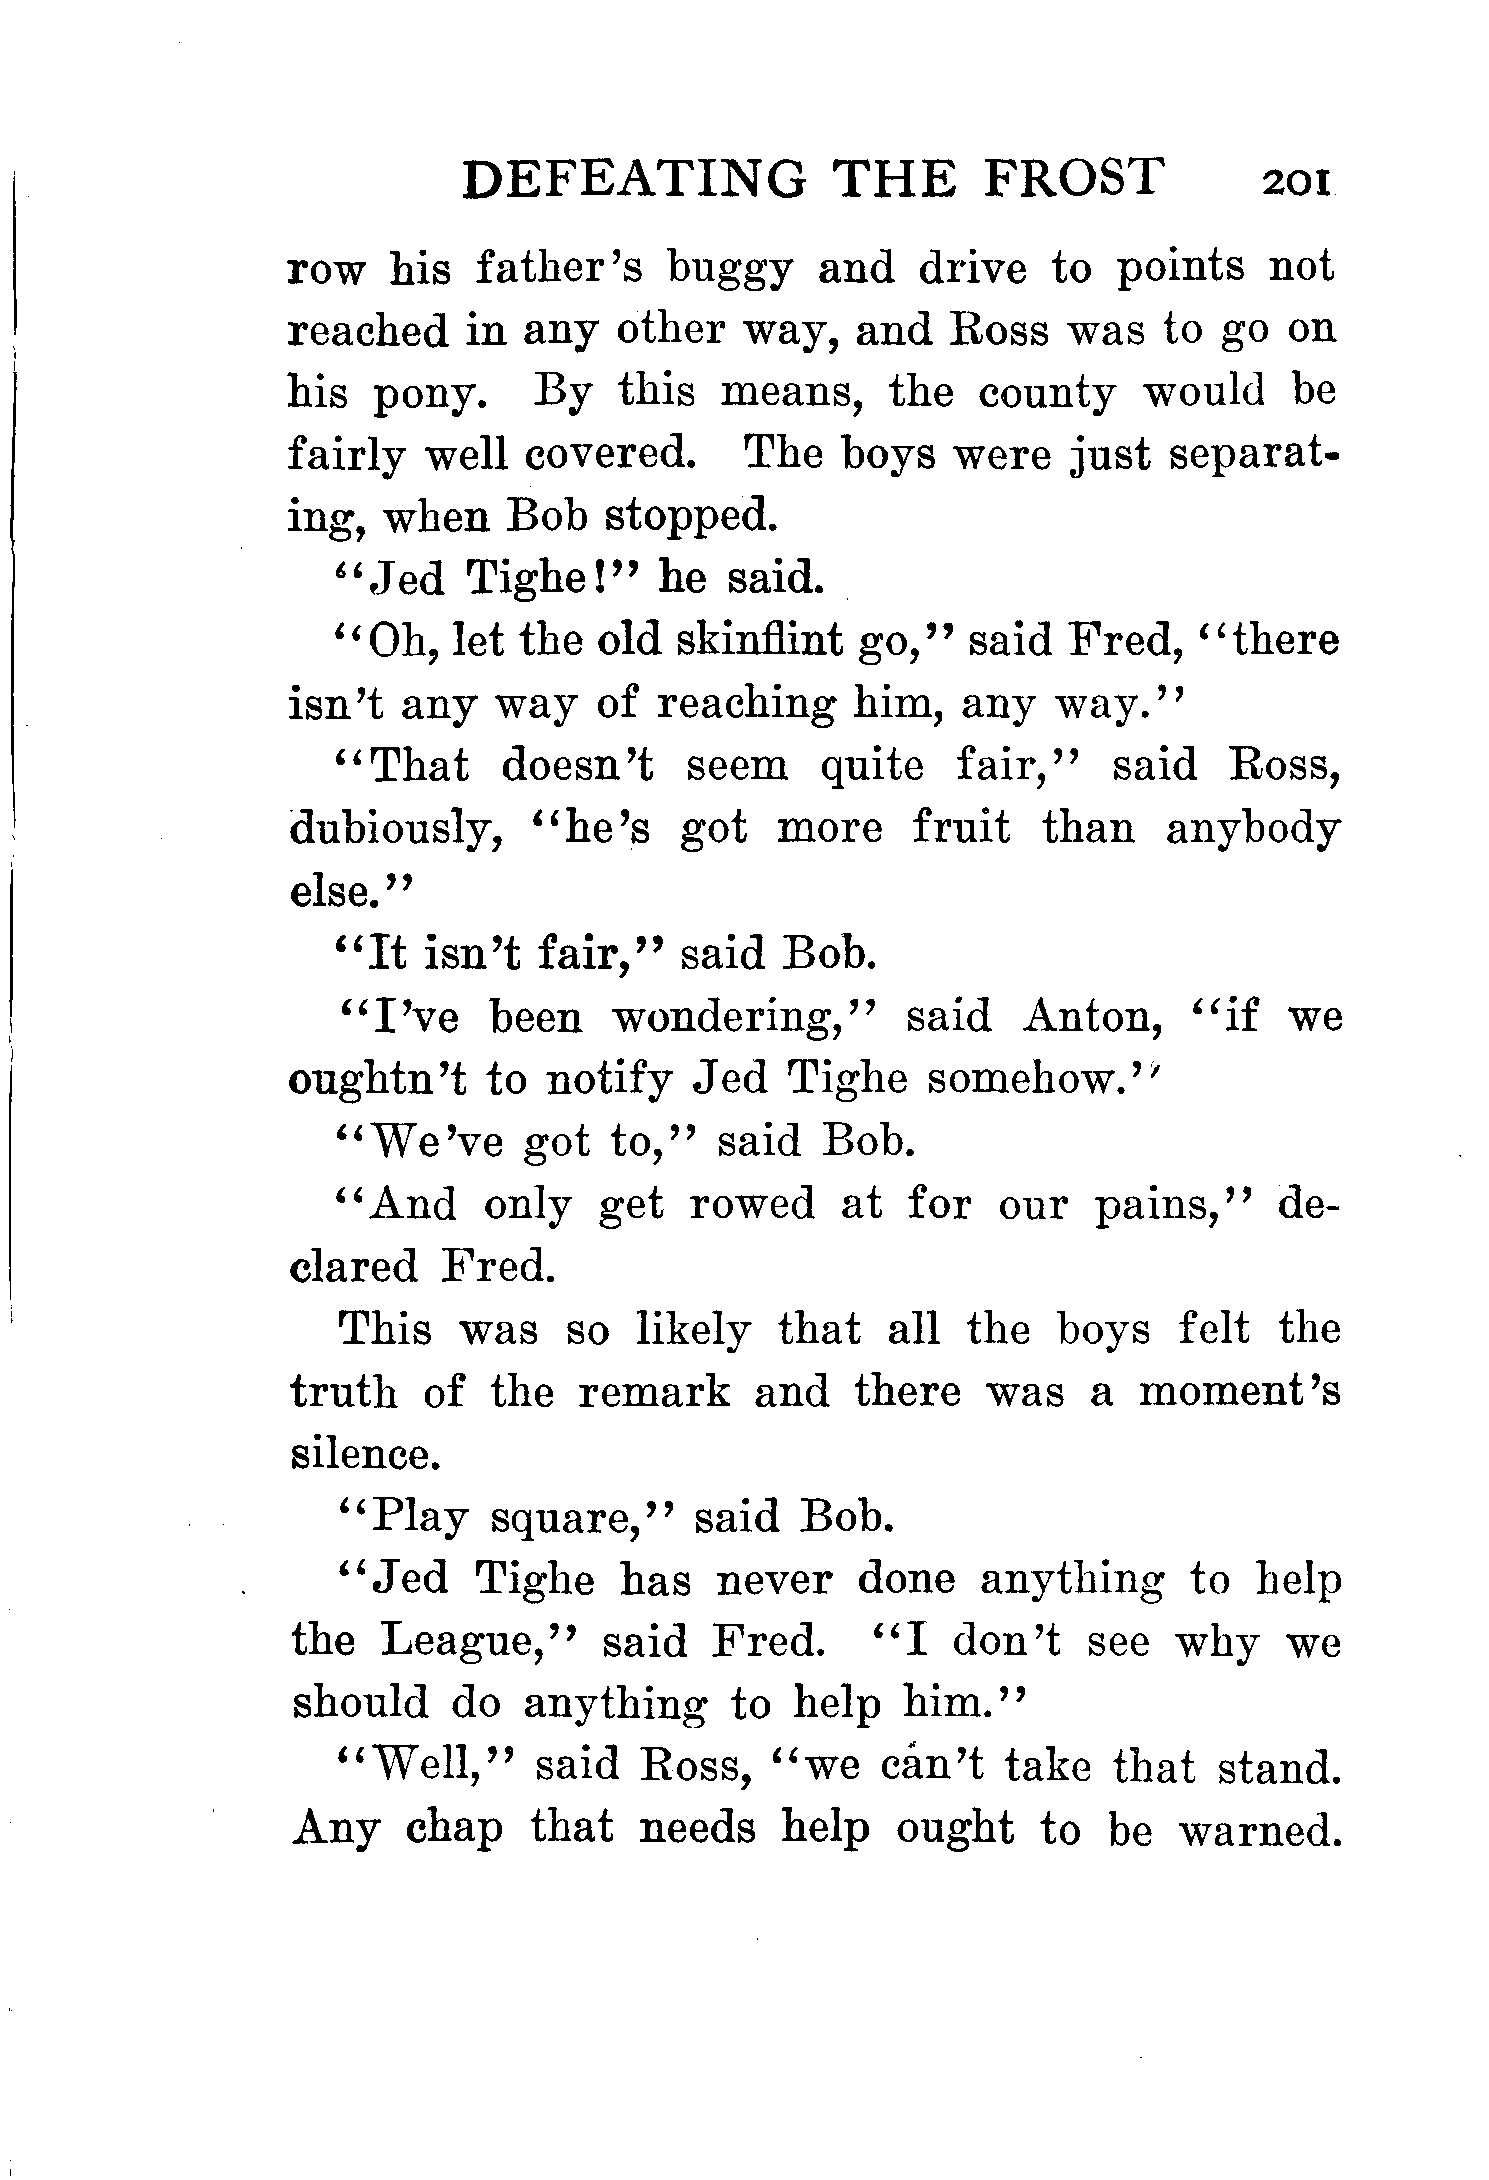 DEFEATING THE FROST 201
row his father's buggy and drive to points not
reached in any other way, and Ross was to go on
his pony. By this means, the county would be
fairly well covered. The boys were just separat-
ing, when Bob stopped.
"Jed Tighe!" he said.
"Oh, let the old skinflint go," said Fred, "there
isn't any way of reaching him, any way."
"That doesn't seem quite fair," said Ross,
dubiously, "he's got more fruit than anybody
else."
"It isn't fair," said Bob.
"I've been wondering," said Anton, "if we
oughtn't to notify Jed Tighe somehow."
"We've got to," said Bob.
"And only get rowed at for our pains," de-
clared Fred.
This was so likely that all the boys felt the
truth of the remark and there was a moment's
silence.
"Play square," said Bob.
"Jed Tighe has never done anything to help
the League," said Fred. "I don't see why we
should do anything to help him."
"Well," said Ross, "we can't take that stand.
Any chap that needs help ought to be warned.